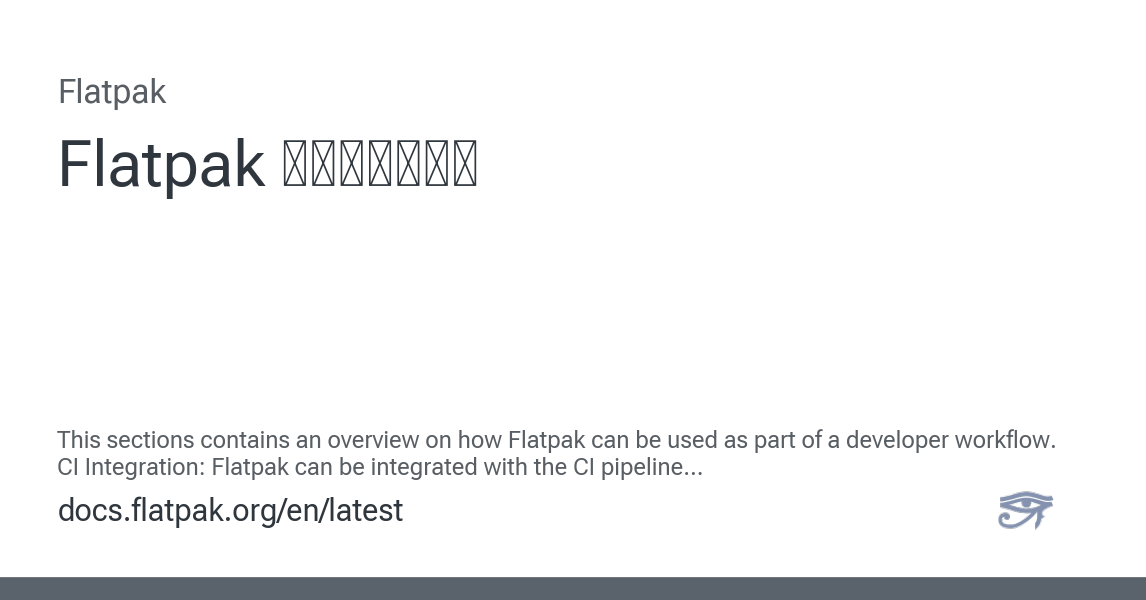 Flatpak
Flatpak
This sections contains an overview on how Flatpak can be used as part of a developer workflow.
CI Integration: Flatpak can be integrated with the CI pipeline...
docs.flatpak.org/en/latest